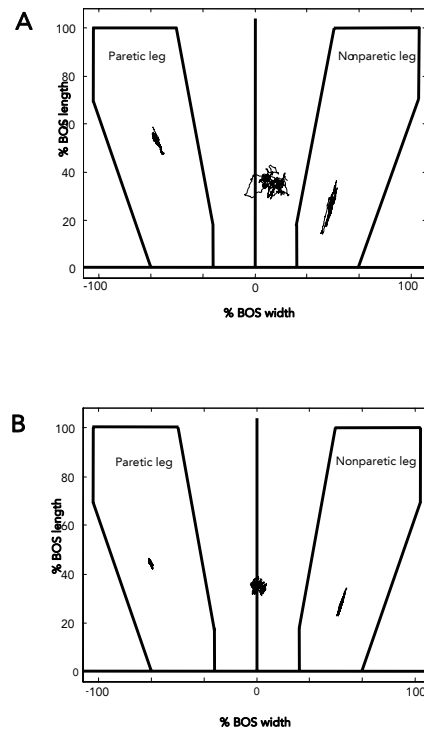 A
100
Paretic leg
Nonparetic leg
80
% BOS length
60
40
20
0
-100
0
100
% BOS width
B
100
Paretic leg
Nonparetic leg
80
60
% BOS length
40
20
0
-100
0
100
% BOS width